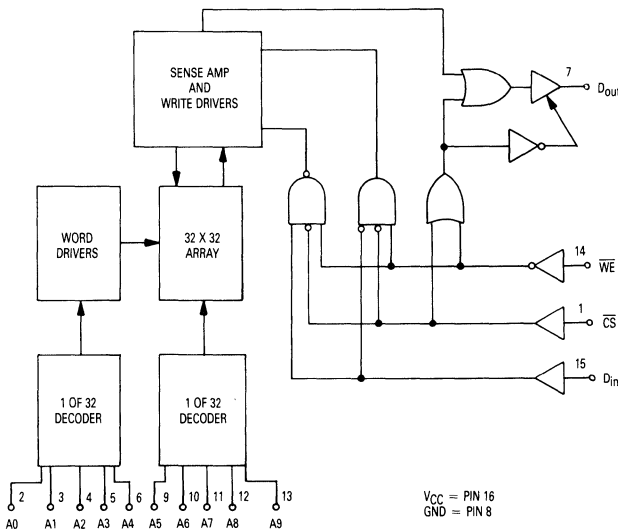 SENSE AMP
AND
WRITE DRIVERS
7
Dout
WORD
DRIVERS
32 X 32
ARRAY
14
WE
1
CS
15
Din
1 OF 32
DECODER
1 OF 32
DECODER
2 3 4 5 6 9 10 11 12 13
A0 A1 A2 A3 A4 A5 A6 A7 A8 A9
VCC = PIN 16
GND = PIN 8